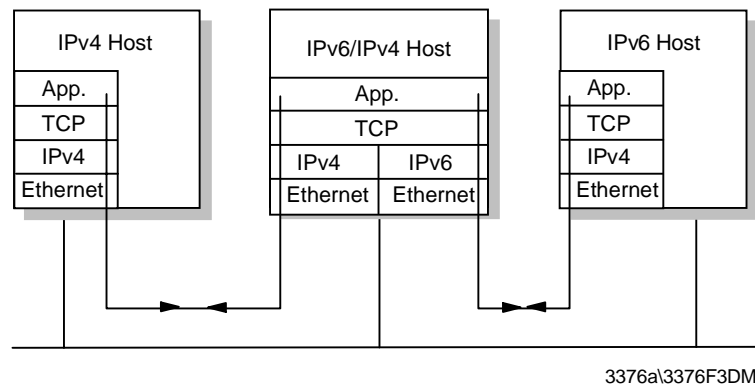 IPv4 Host
App.
TCP
IPv4
Ethernet
IPv6/IPv4 Host
App.
TCP
IPv4 IPv6
Ethernet Ethernet
IPv6 Host
App.
TCP
IPv4
Ethernet
3376a\3376F3DM